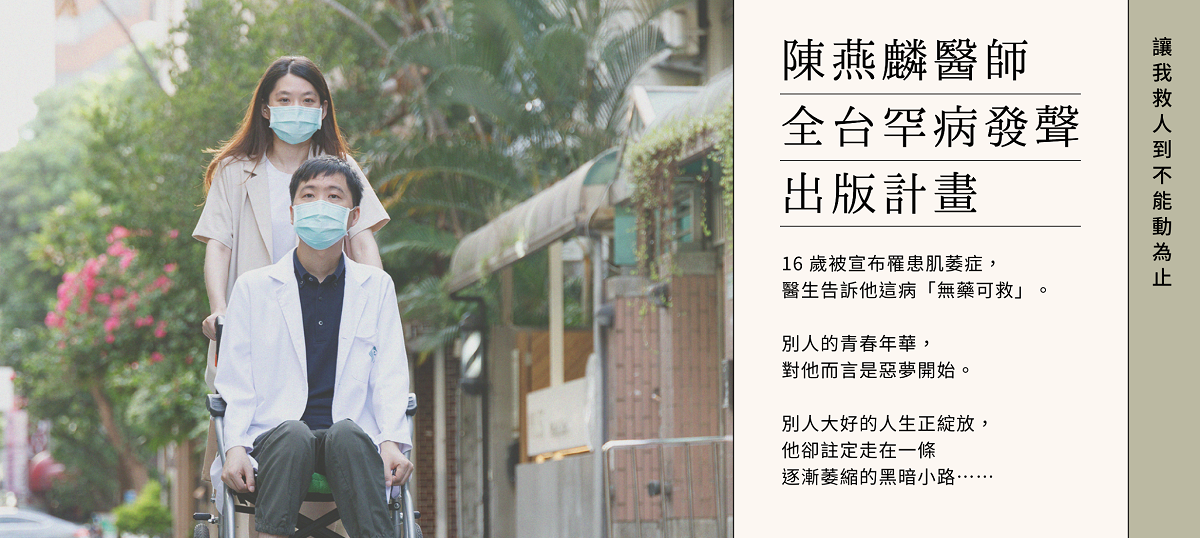 陳燕麟醫師
全台罕病發聲
出版計畫
16 歲被宣布罹患肌萎症，
醫生告訴他這病「無藥可救」。
別人的青春年華，
對他而言是惡夢開始。
別人大好的人生正綻放，
他卻註定走在一條
逐漸萎縮的黑暗小路⋯⋯
讓我救人到不能動為止